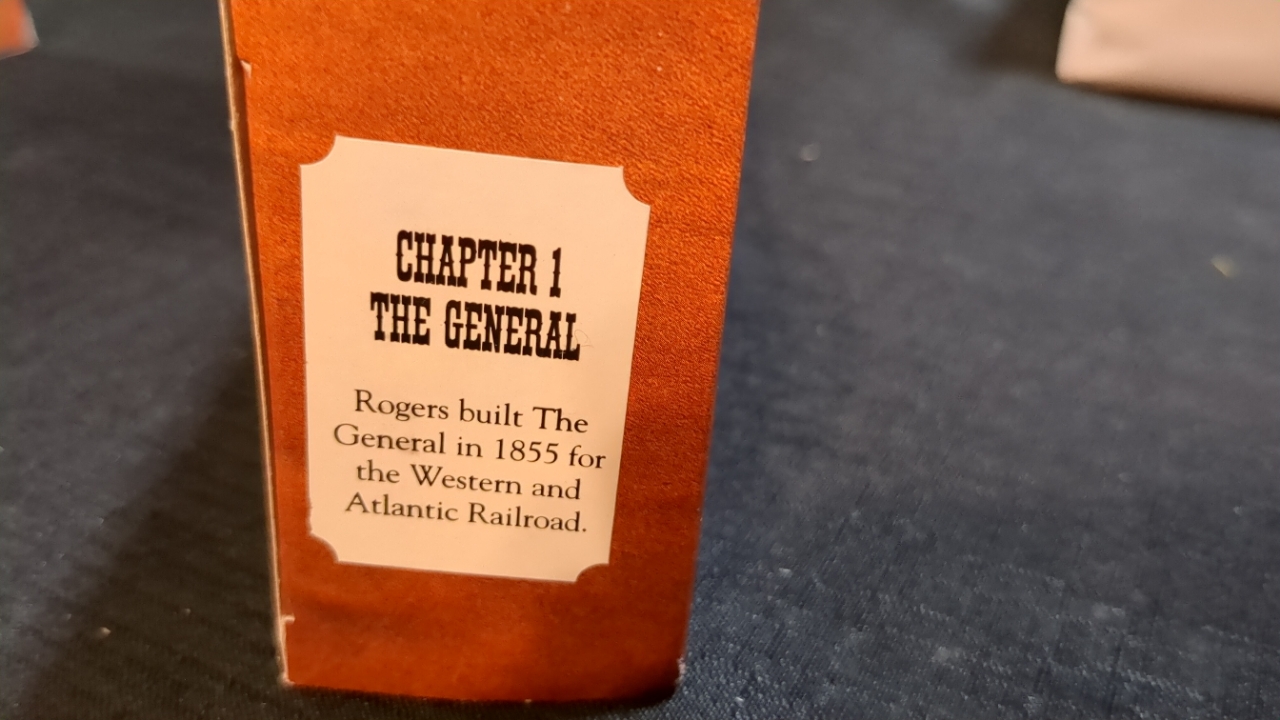 CHAPTER 1
THE GENERAL
Rogers built The
General in 1855 for
the Western and
Atlantic Railroad.